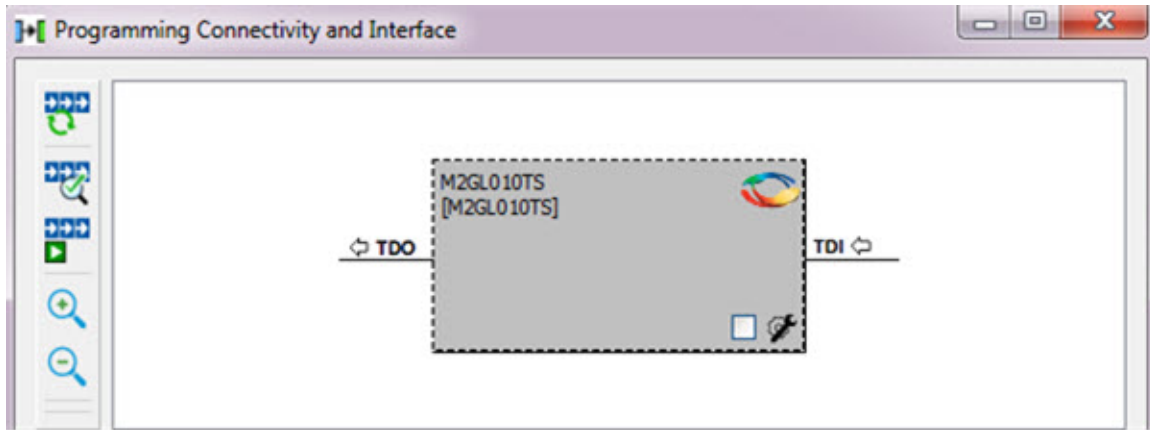 Programming Connectivity and Interface
M2GL010TS
[M2GL010TS]
TDO
TDI